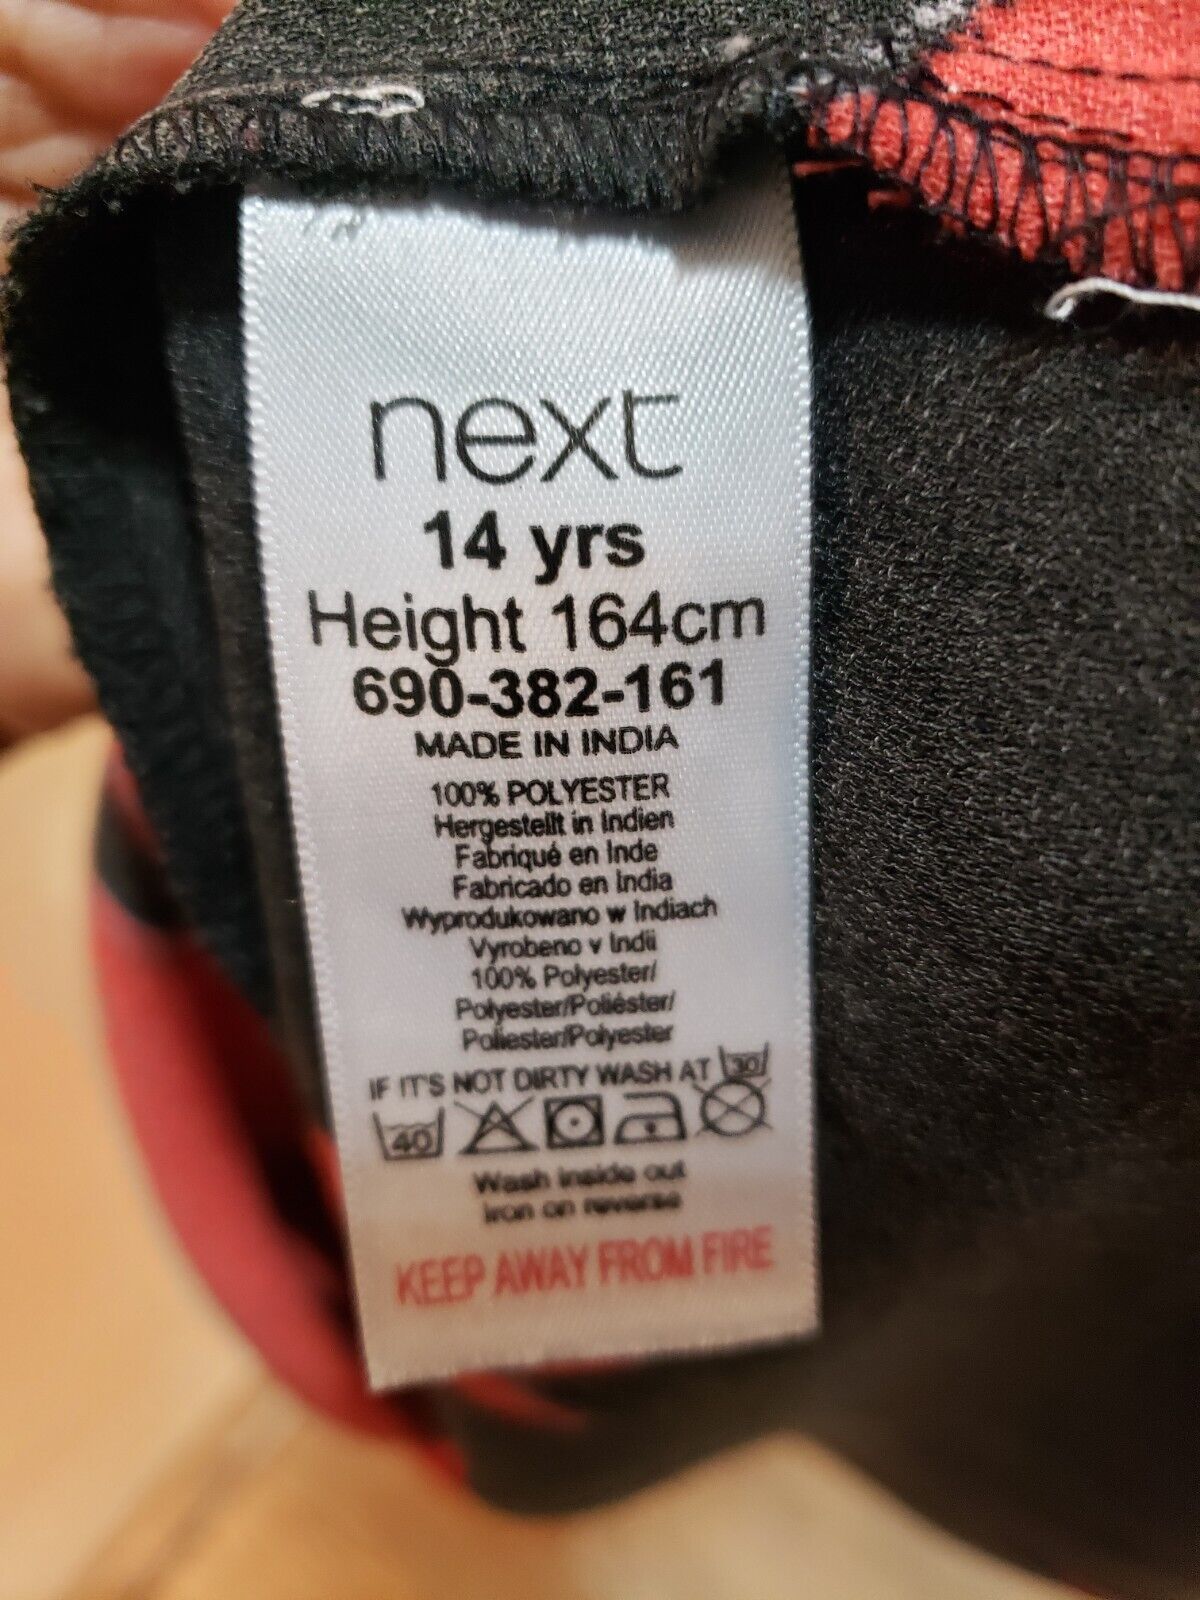 next
14 yrs
Height 164cm
690-382-161
MADE IN INDIA
100% POLYESTER
Hergestellt in Indien
Fabriqué en Inde
Fabricado en India
Wyprodukowano w Indiach
Vyrobeno v Indii
100% Polyester/
Polyester/Poliéster/
Poliester/Polyester
IF IT'S NOT DIRTY WASH AT 30
40
Wash inside out
Iron on reverse
KEEP AWAY FROM FIRE